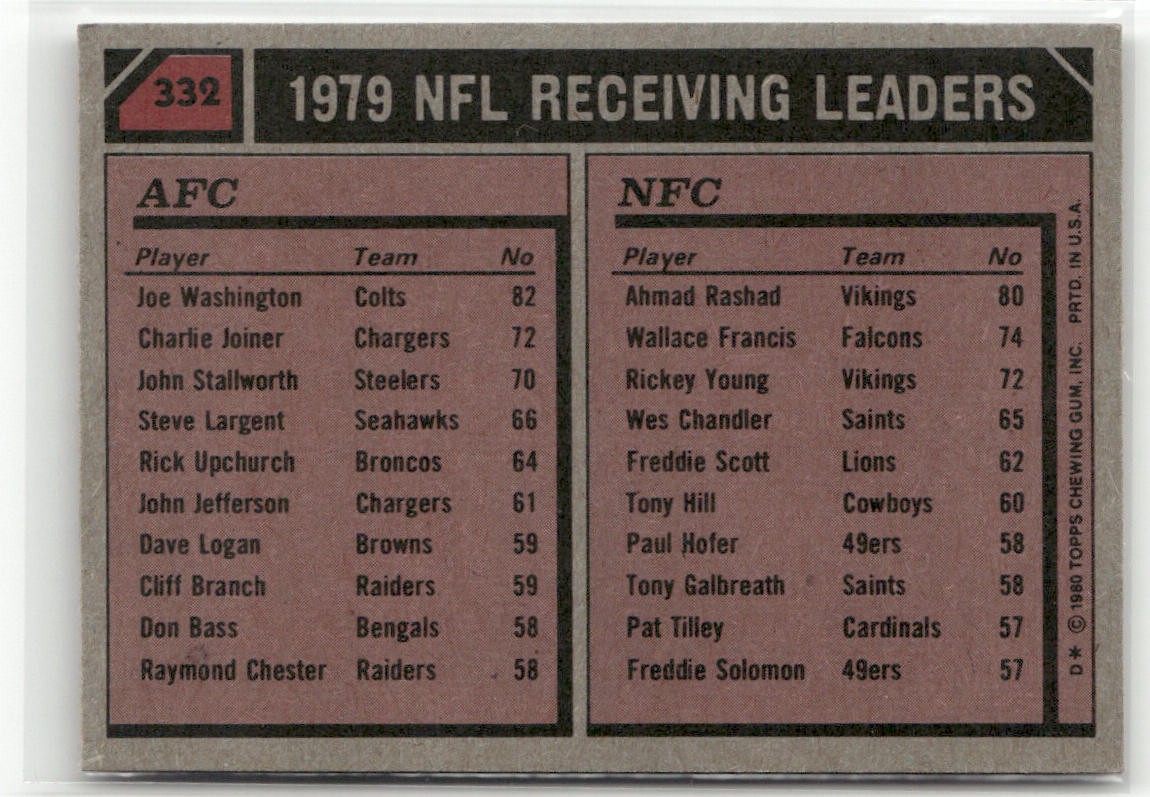 332
1979 NFL RECEIVING LEADERS
AFC
Player Team No
Joe Washington Colts 82
Charlie Joiner Chargers 72
John Stallworth Steelers 70
Steve Largent Seahawks 66
Rick Upchurch Broncos 64
John Jefferson Chargers 61
Dave Logan Browns 59
Cliff Branch Raiders 59
Don Bass Bengals 58
Raymond Chester Raiders 58
NFC
Player Team No
Ahmad Rashad Vikings 80
Wallace Francis Falcons 74
Rickey Young Vikings 72
Wes Chandler Saints 65
Freddie Scott Lions 62
Tony Hill Cowboys 60
Paul Hofer 49ers 58
Tony Galbreath Saints 58
Pat Tilley Cardinals 57
Freddie Solomon 49ers 57
D* © 1980 TOPPS CHEWING GUM, INC. PRTD. IN U.S.A.